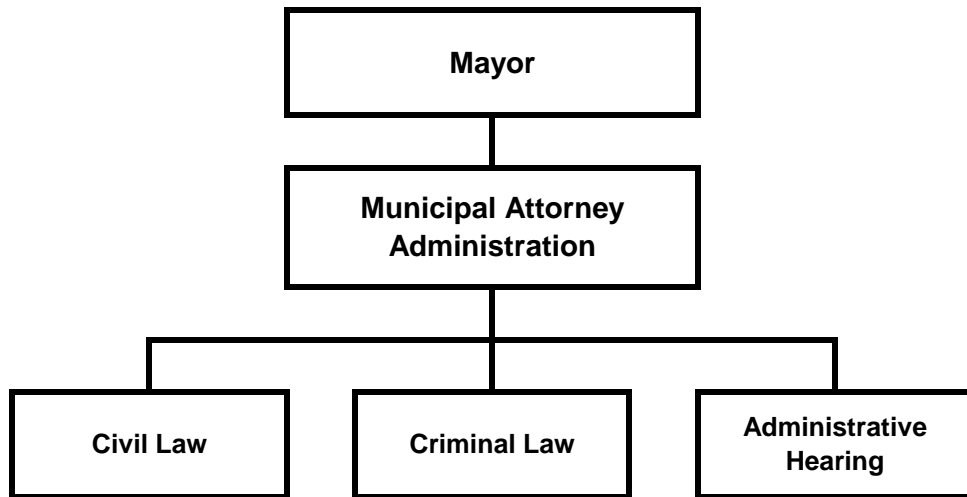 Mayor
Municipal Attorney
Administration
Civil Law
Criminal Law
Administrative
Hearing